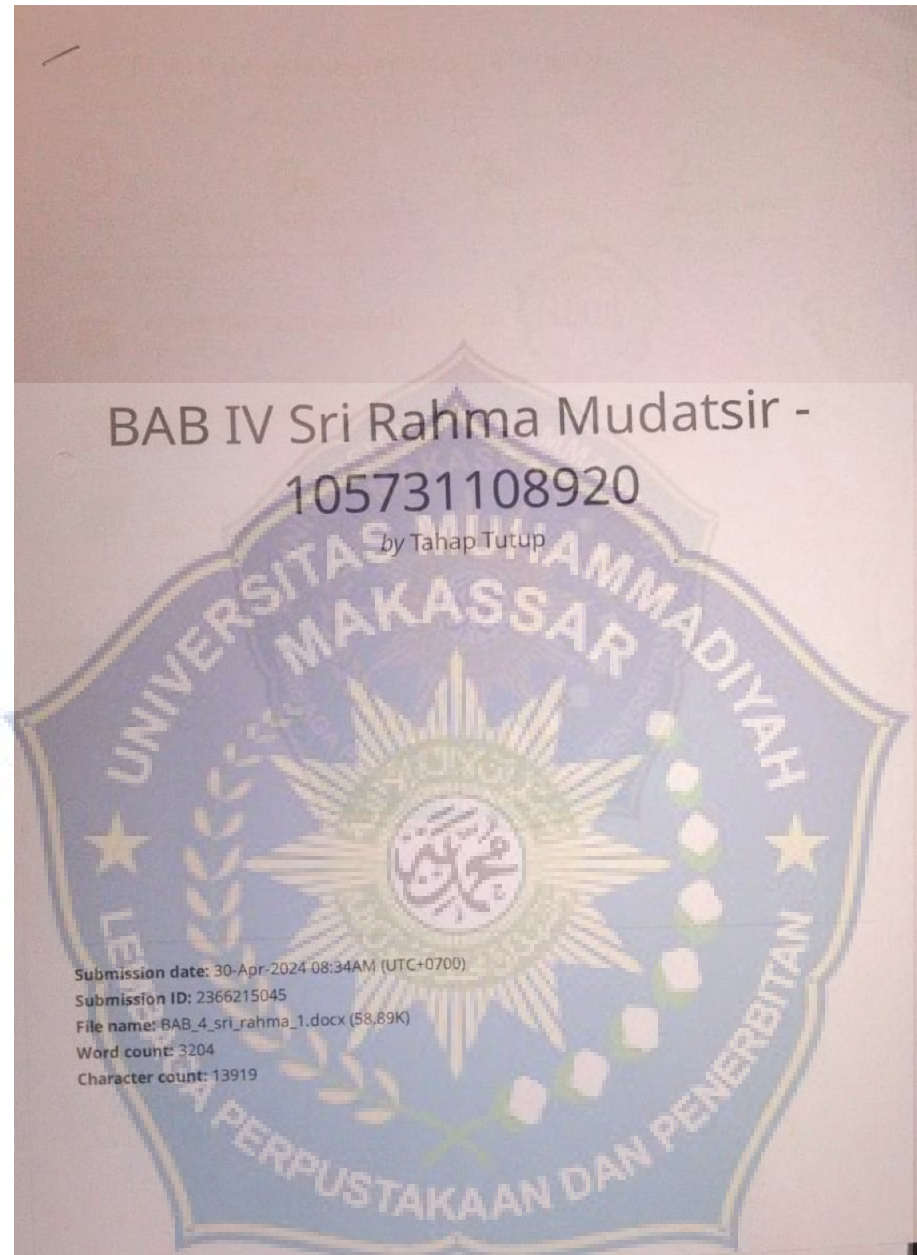 BAB IV Sri Rahma Mudatsir -
105731108920
by Tahap Tutup
UNIVERSITAS MUHAMMADIYAH
MAKASSAR
Submission date: 30-Apr-2024 08:34AM (UTC+0700)
Submission ID: 2366215045
File name: BAB_4_sri_rahma_1.docx (58.89K)
Word count: 3204
Character count: 13919
LEMBAGA PERPUSTAKAAN DAN PENERBITAN